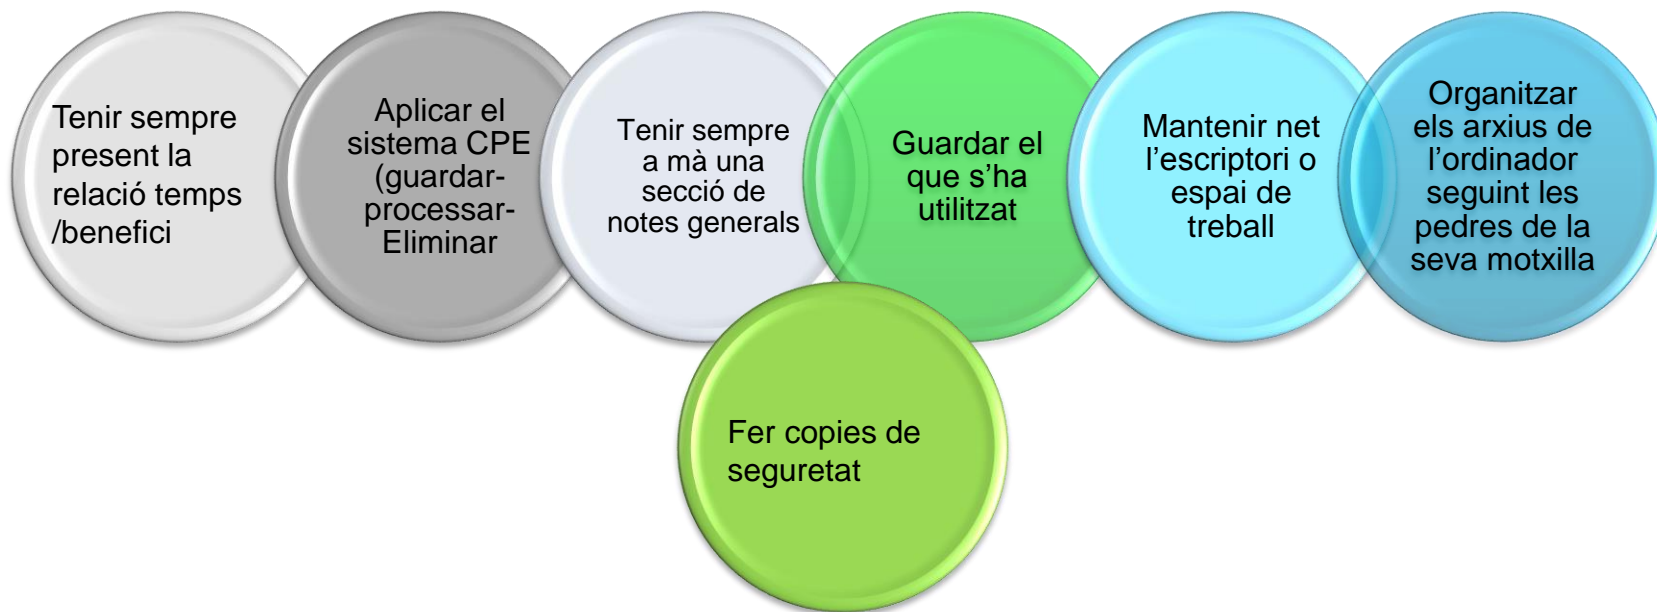 Tenir sempre
present la
relació temps
/benefici
Aplicar el
sistema CPE
(guardar-
processar-
Eliminar
Tenir sempre
a mà una
secció de
notes generals
Guardar el
que s’ha
utilitzat
Mantenir net
l’escriptori o
espai de
treball
Organitzar
els arxius de
l’ordinador
seguint les
pedres de la
seva motxilla
Fer copies de
seguretat